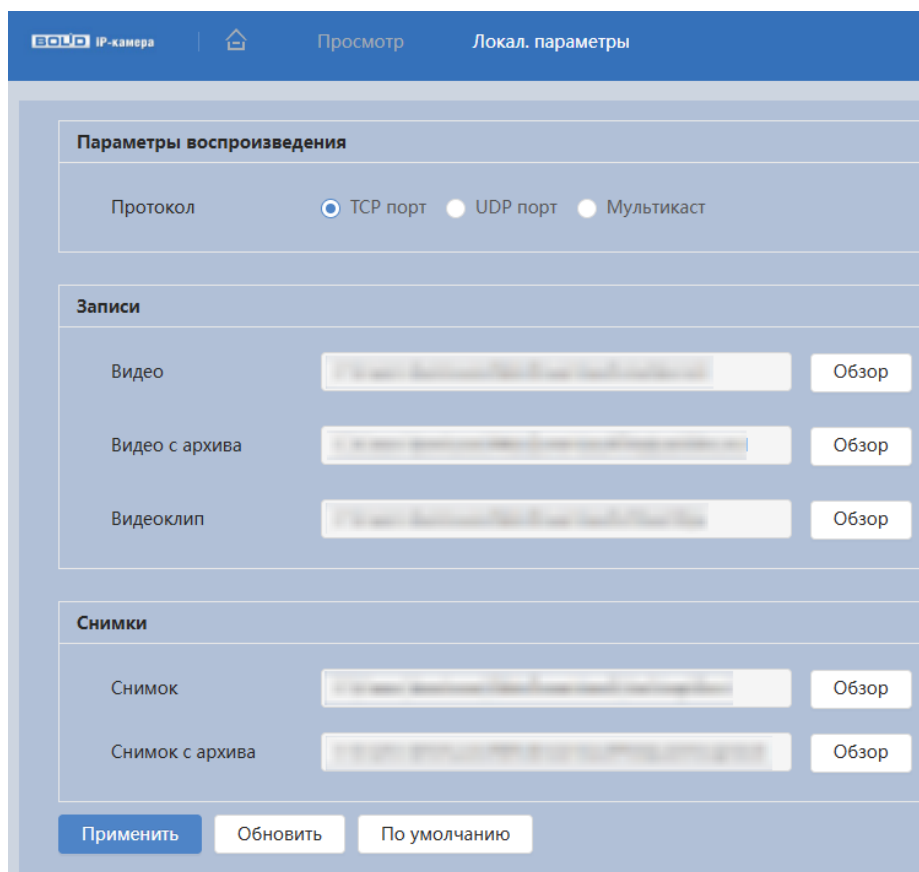 BOLID IP-камера Просмотр Локал. параметры
Параметры воспроизведения
Протокол TCP порт UDP порт Мультикаст
Записи
Видео Обзор
Видео с архива Обзор
Видеоклип Обзор
Снимки
Снимок Обзор
Снимок с архива Обзор
Применить Обновить По умолчанию